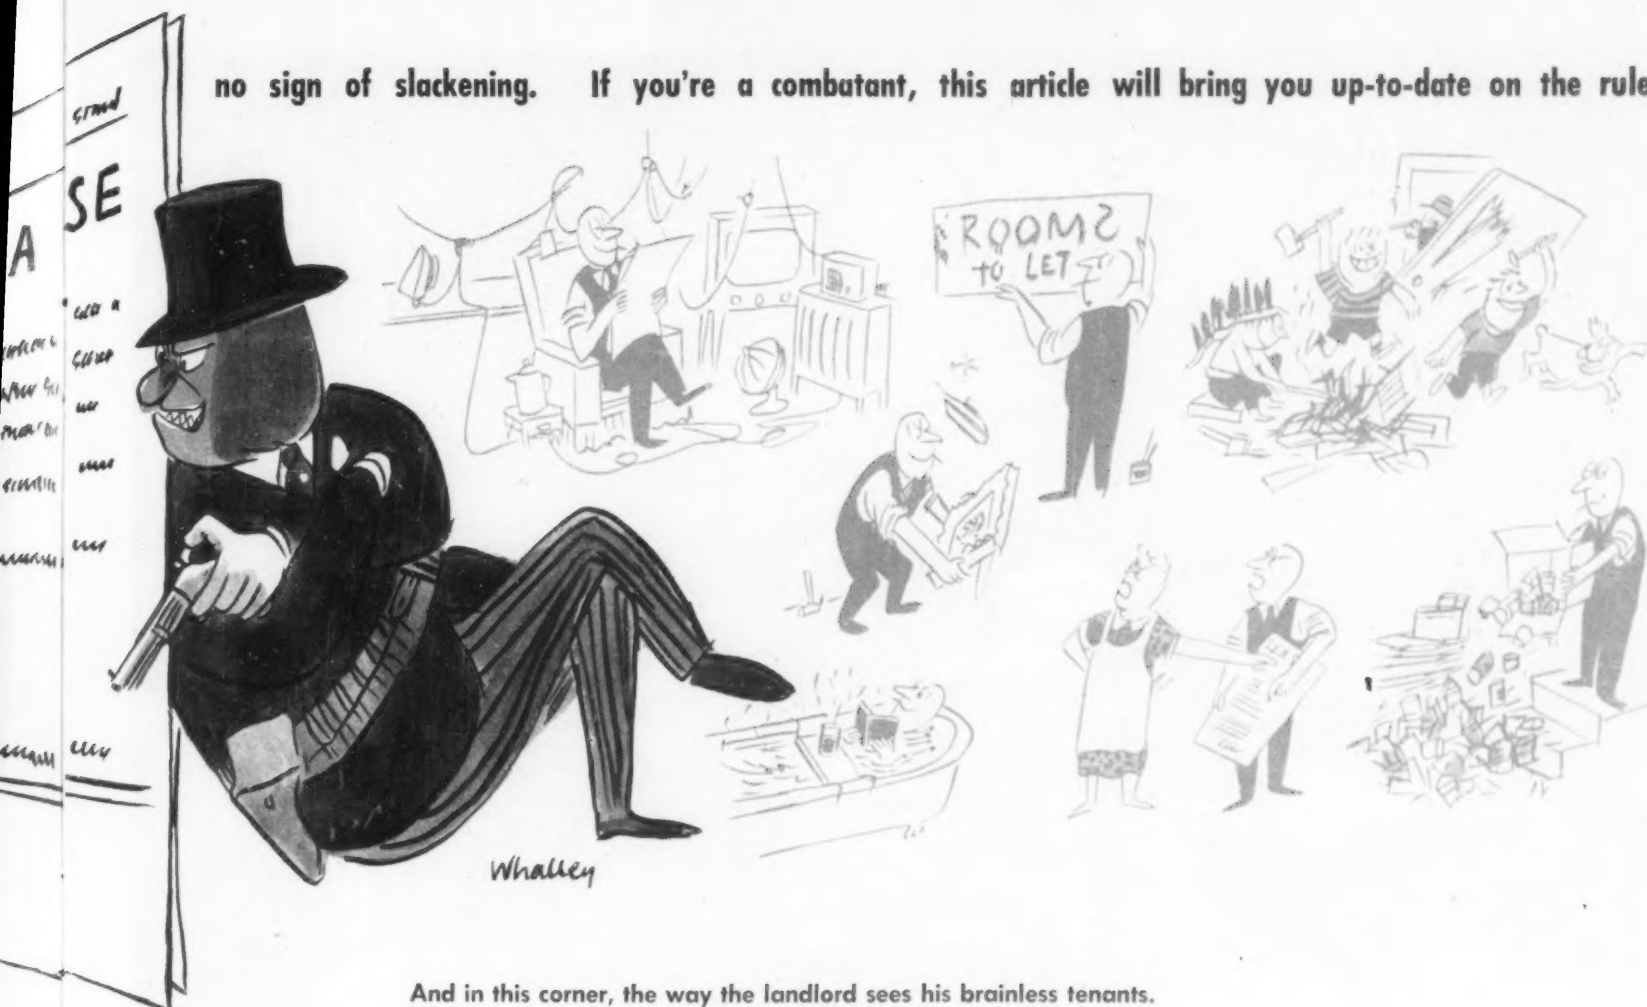 no sign of slackening. If you're a combatant, this article will bring you up-to-date on the rule
A
SE
ROOMS
TO LET
Whalley
And in this corner, the way the landlord sees his brainless tenants.